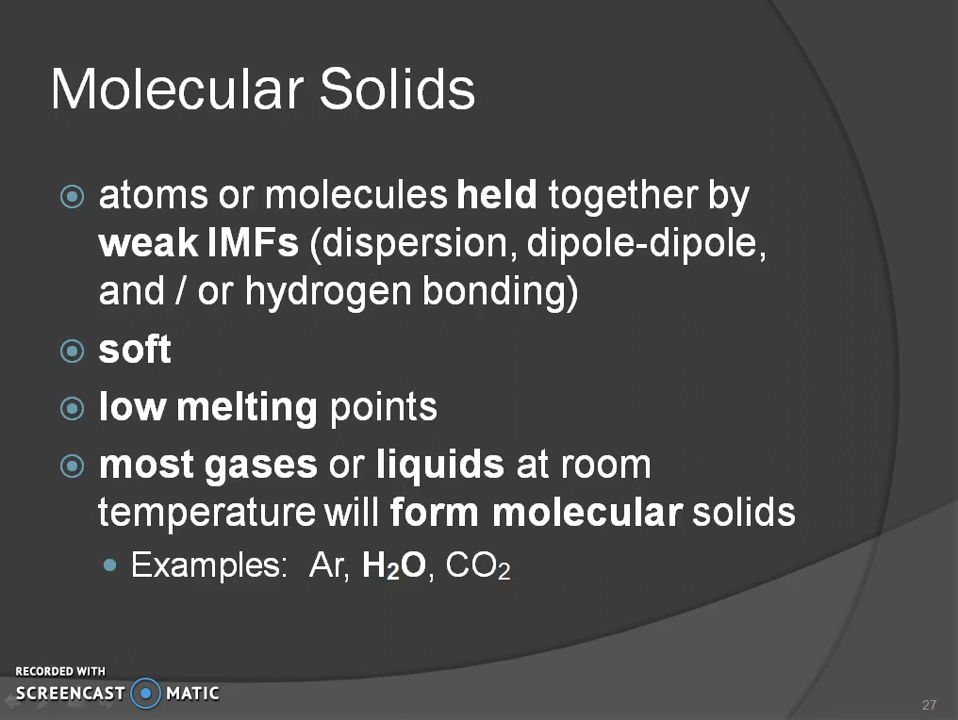 Molecular Solids
atoms or molecules held together by
weak IMFs (dispersion, dipole-dipole,
and / or hydrogen bonding)
soft
low melting points
most gases or liquids at room
temperature will form molecular solids
Examples: Ar, H₂O, CO₂
RECORDED WITH
SCREENCAST MATIC
27